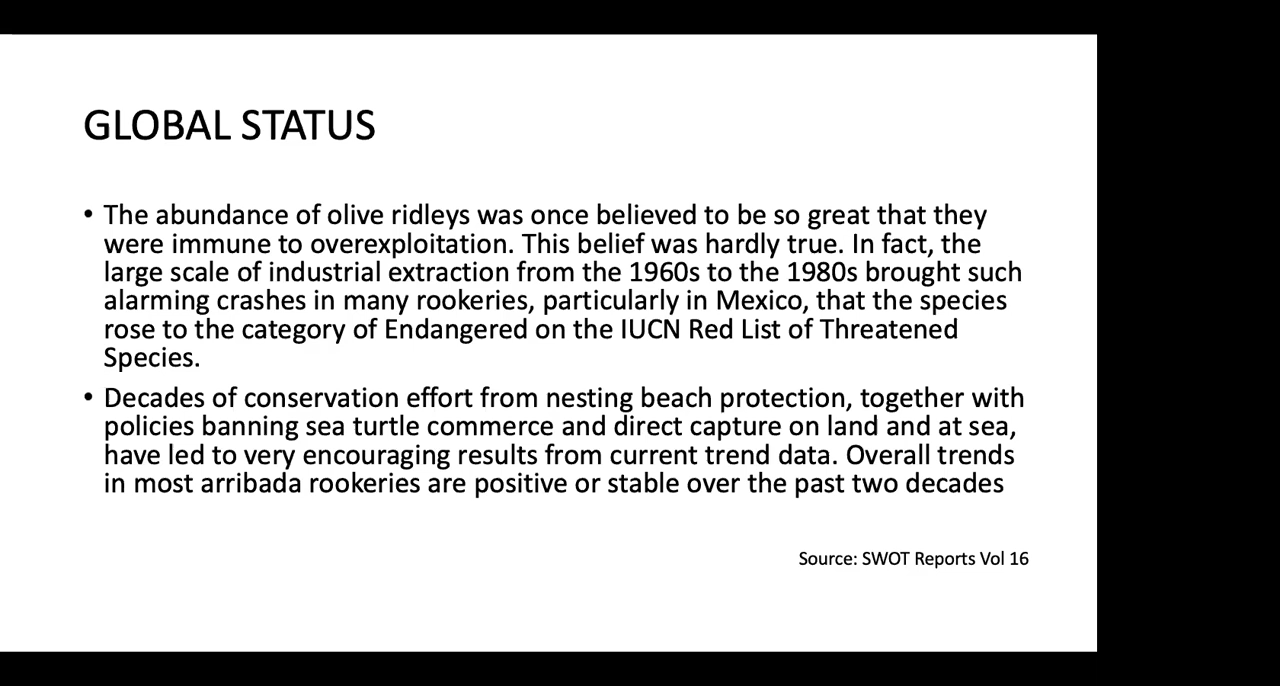 GLOBAL STATUS
• The abundance of olive ridleys was once believed to be so great that they
were immune to overexploitation. This belief was hardly true. In fact, the
large scale of industrial extraction from the 1960s to the 1980s brought such
alarming crashes in many rookeries, particularly in Mexico, that the species
rose to the category of Endangered on the IUCN Red List of Threatened
Species.
• Decades of conservation effort from nesting beach protection, together with
policies banning sea turtle commerce and direct capture on land and at sea,
have led to very encouraging results from current trend data. Overall trends
in most arribada rookeries are positive or stable over the past two decades
Source: SWOT Reports Vol 16